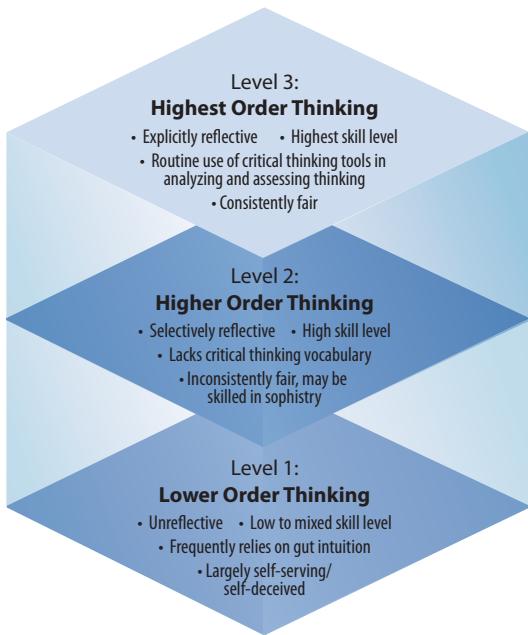 Level 3:
Highest Order Thinking
• Explicitly reflective • Highest skill level
• Routine use of critical thinking tools in
analyzing and assessing thinking
• Consistently fair
Level 2:
Higher Order Thinking
• Selectively reflective • High skill level
• Lacks critical thinking vocabulary
• Inconsistently fair, may be
skilled in sophistry
Level 1:
Lower Order Thinking
• Unreflective • Low to mixed skill level
• Frequently relies on gut intuition
• Largely self-serving/
self-deceived